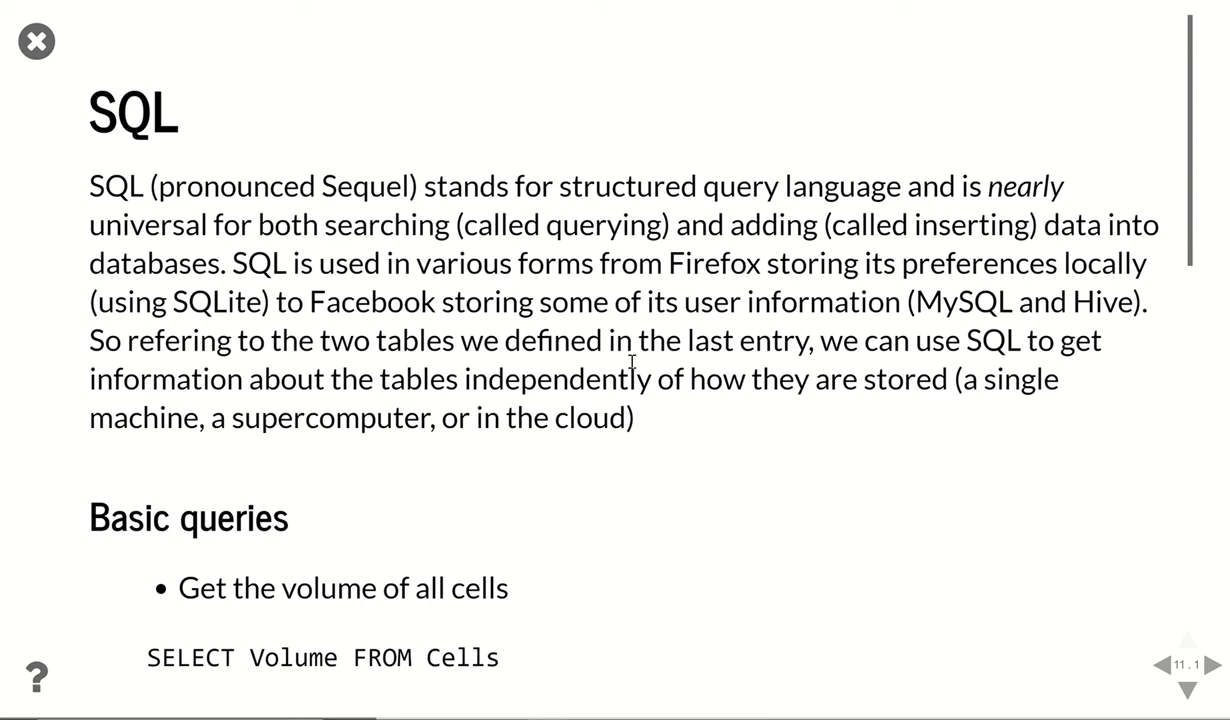 SQL
SQL (pronounced Sequel) stands for structured query language and is nearly
universal for both searching (called querying) and adding (called inserting) data into
databases. SQL is used in various forms from Firefox storing its preferences locally
(using SQLite) to Facebook storing some of its user information (MySQL and Hive).
So refering to the two tables we defined in the last entry, we can use SQL to get
information about the tables independently of how they are stored (a single
machine, a supercomputer, or in the cloud)
Basic queries
• Get the volume of all cells
SELECT Volume FROM Cells
?
11.1